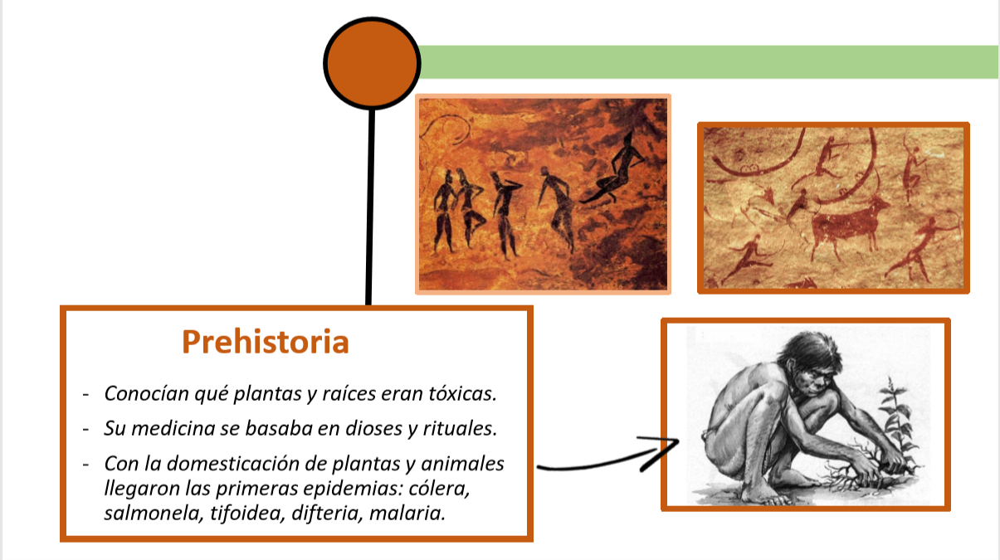 Prehistoria
- Conocían qué plantas y raíces eran tóxicas.
- Su medicina se basaba en dioses y rituales.
- Con la domesticación de plantas y animales
llegaron las primeras epidemias: cólera,
salmonela, tifoidea, difteria, malaria.